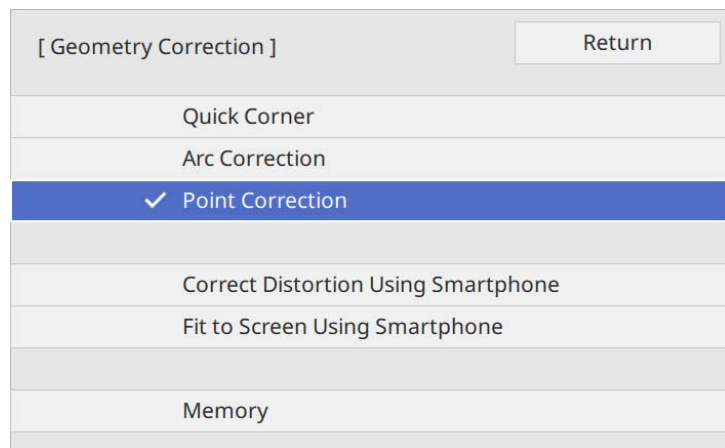 [ Geometry Correction ]
Return
Quick Corner
Arc Correction
Point Correction
Correct Distortion Using Smartphone
Fit to Screen Using Smartphone
Memory